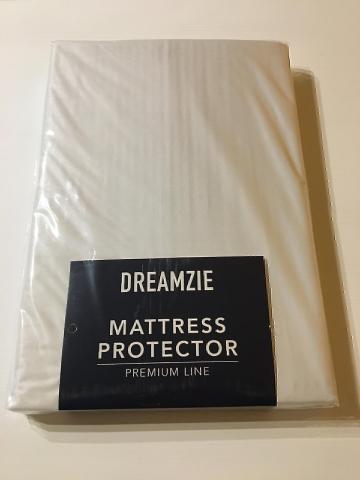 DREAMZIE
MATTRESS
PROTECTOR
PREMIUM LINE